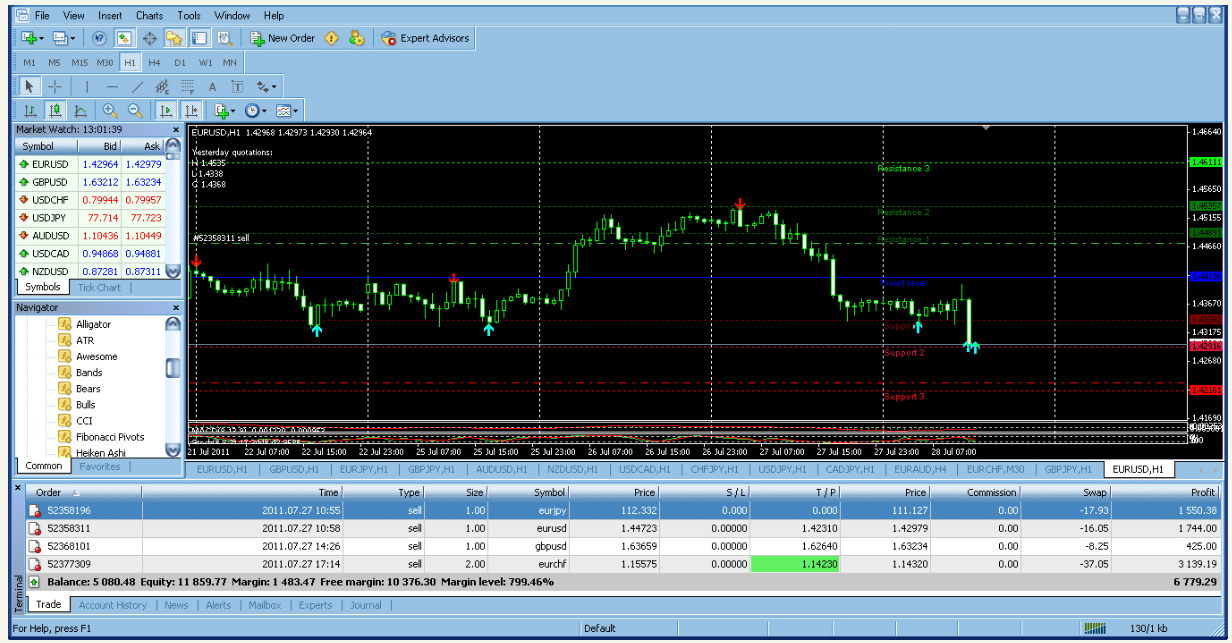 File View Insert Charts Tools Window Help
New Order Expert Advisors
M1 M5 M15 M30 H1 H4 D1 W1 MN
A T
Market Watch: 13:01:39
Symbol Bid Ask
EURUSD 1.42964 1.42979
GBPUSD 1.63212 1.63234
USDCHF 0.79944 0.79957
USDJPY 77.714 77.723
AUDUSD 1.10436 1.10449
USDCAD 0.94868 0.94881
NZDUSD 0.87281 0.87311
Symbols Tick Chart
Navigator
Alligator
ATR
Awesome
Bands
Bears
Bulls
CCI
Fibonacci Pivots
Heiken Ashi
Common Favorites
EURUSD,H1 1.42968 1.42973 1.42930 1.42964
Yesterday quotations:
H 1.4535
L 1.4338
C 1.4368
#52358311 sell
Resistance 3
Resistance 2
Resistance 1
Support 2
Support 3
1.46640
1.46111
1.45650
1.45155
1.44660
1.43670
1.43175
1.42916
1.42680
1.42161
1.41690
21 Jul 2011 22 Jul 07:00 22 Jul 15:00 22 Jul 23:00 25 Jul 07:00 25 Jul 15:00 25 Jul 23:00 26 Jul 07:00 26 Jul 15:00 26 Jul 23:00 27 Jul 07:00 27 Jul 15:00 27 Jul 23:00 28 Jul 07:00
EURUSD,H1 GBPUSD,H1 EURJPY,H1 GBPJPY,H1 AUDUSD,H1 NZDUSD,H1 USDCAD,H1 CHFJPY,H1 USDJPY,H1 CADJPY,H1 EURAUD,H4 EURCHF,M30 GBPJPY,H1 EURUSD,H1
Order Time Type Size Symbol Price S / L T / P Price Commission Swap Profit
52358196 2011.07.27 10:55 sell 1.00 eurjpy 112.332 0.000 0.000 111.127 0.00 -17.93 1 550.38
52358311 2011.07.27 10:58 sell 1.00 eurusd 1.44723 0.00000 1.42310 1.42979 0.00 -16.05 1 744.00
52368101 2011.07.27 14:26 sell 1.00 gbpusd 1.63659 0.00000 1.62640 1.63234 0.00 -8.25 425.00
52377309 2011.07.27 17:14 sell 2.00 eurchf 1.15575 0.00000 1.14230 1.14320 0.00 -37.05 3 139.19
Balance: 5 080.48 Equity: 11 859.77 Margin: 1 483.47 Free margin: 10 376.30 Margin level: 799.46% 6 779.29
Terminal
Trade Account History News Alerts Mailbox Experts Journal
For Help, press F1 Default 130/1 kb